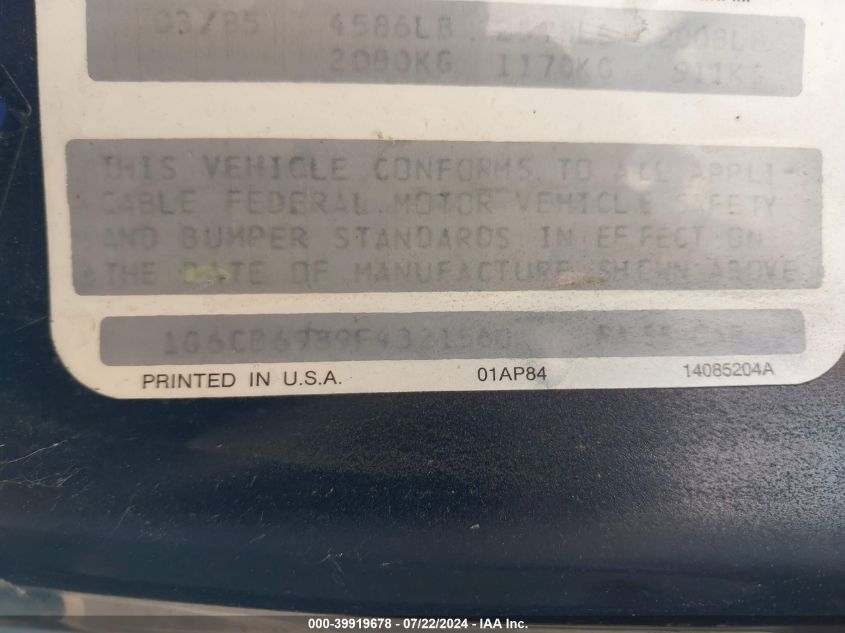 03/85 4586LB 2008LB
2080KG 1170KG 911KG
THIS VEHICLE CONFORMS TO ALL APPLI-
CABLE FEDERAL MOTOR VEHICLE SAFETY
AND BUMPER STANDARDS IN EFFECT ON
THE DATE OF MANUFACTURE SHOWN ABOVE
PRINTED IN U.S.A. 01AP84 14085204A
000-39919678 - 07/22/2024 - IAA Inc.